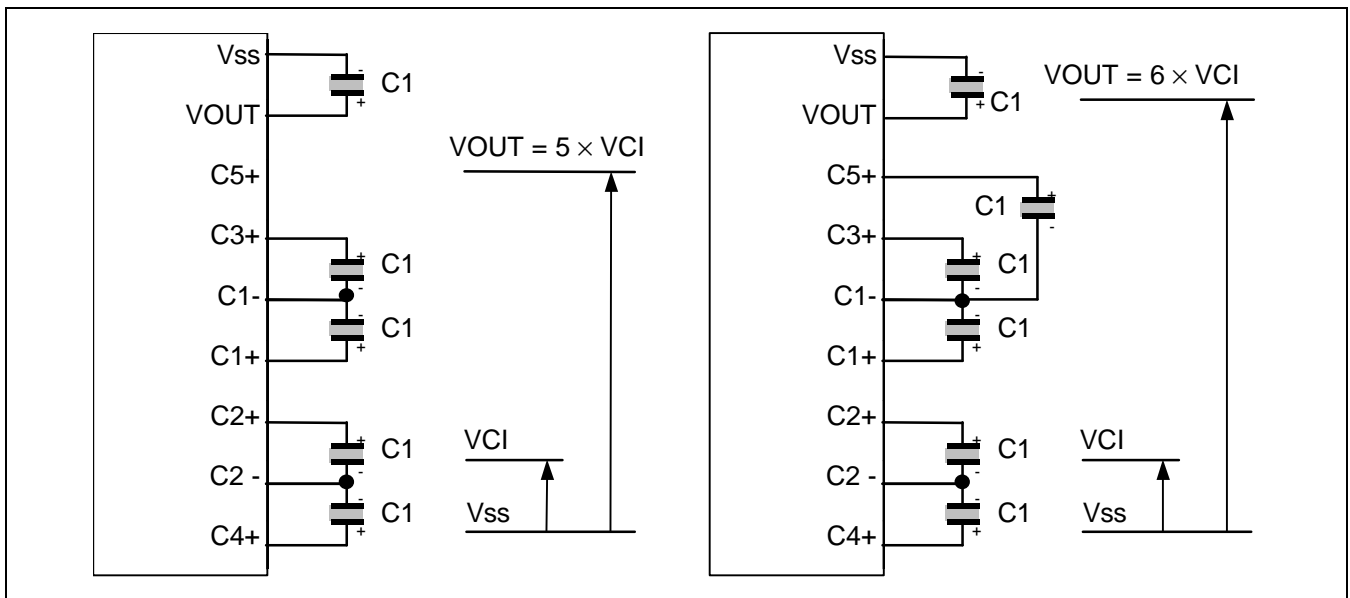 Vss
-
C1
+
VOUT
C5+
C3+
+
C1
-
C1-
-
C1
+
C1+
C2+
+
C1
-
C2 -
-
C1
+
C4+
VOUT = 5 × VCI
VCI
Vss
Vss
-
+
C1
VOUT
C5+
+
C1
-
C3+
+
C1
-
C1-
-
C1
+
C1+
C2+
+
C1
-
C2 -
-
C1
+
C4+
VOUT = 6 × VCI
VCI
Vss